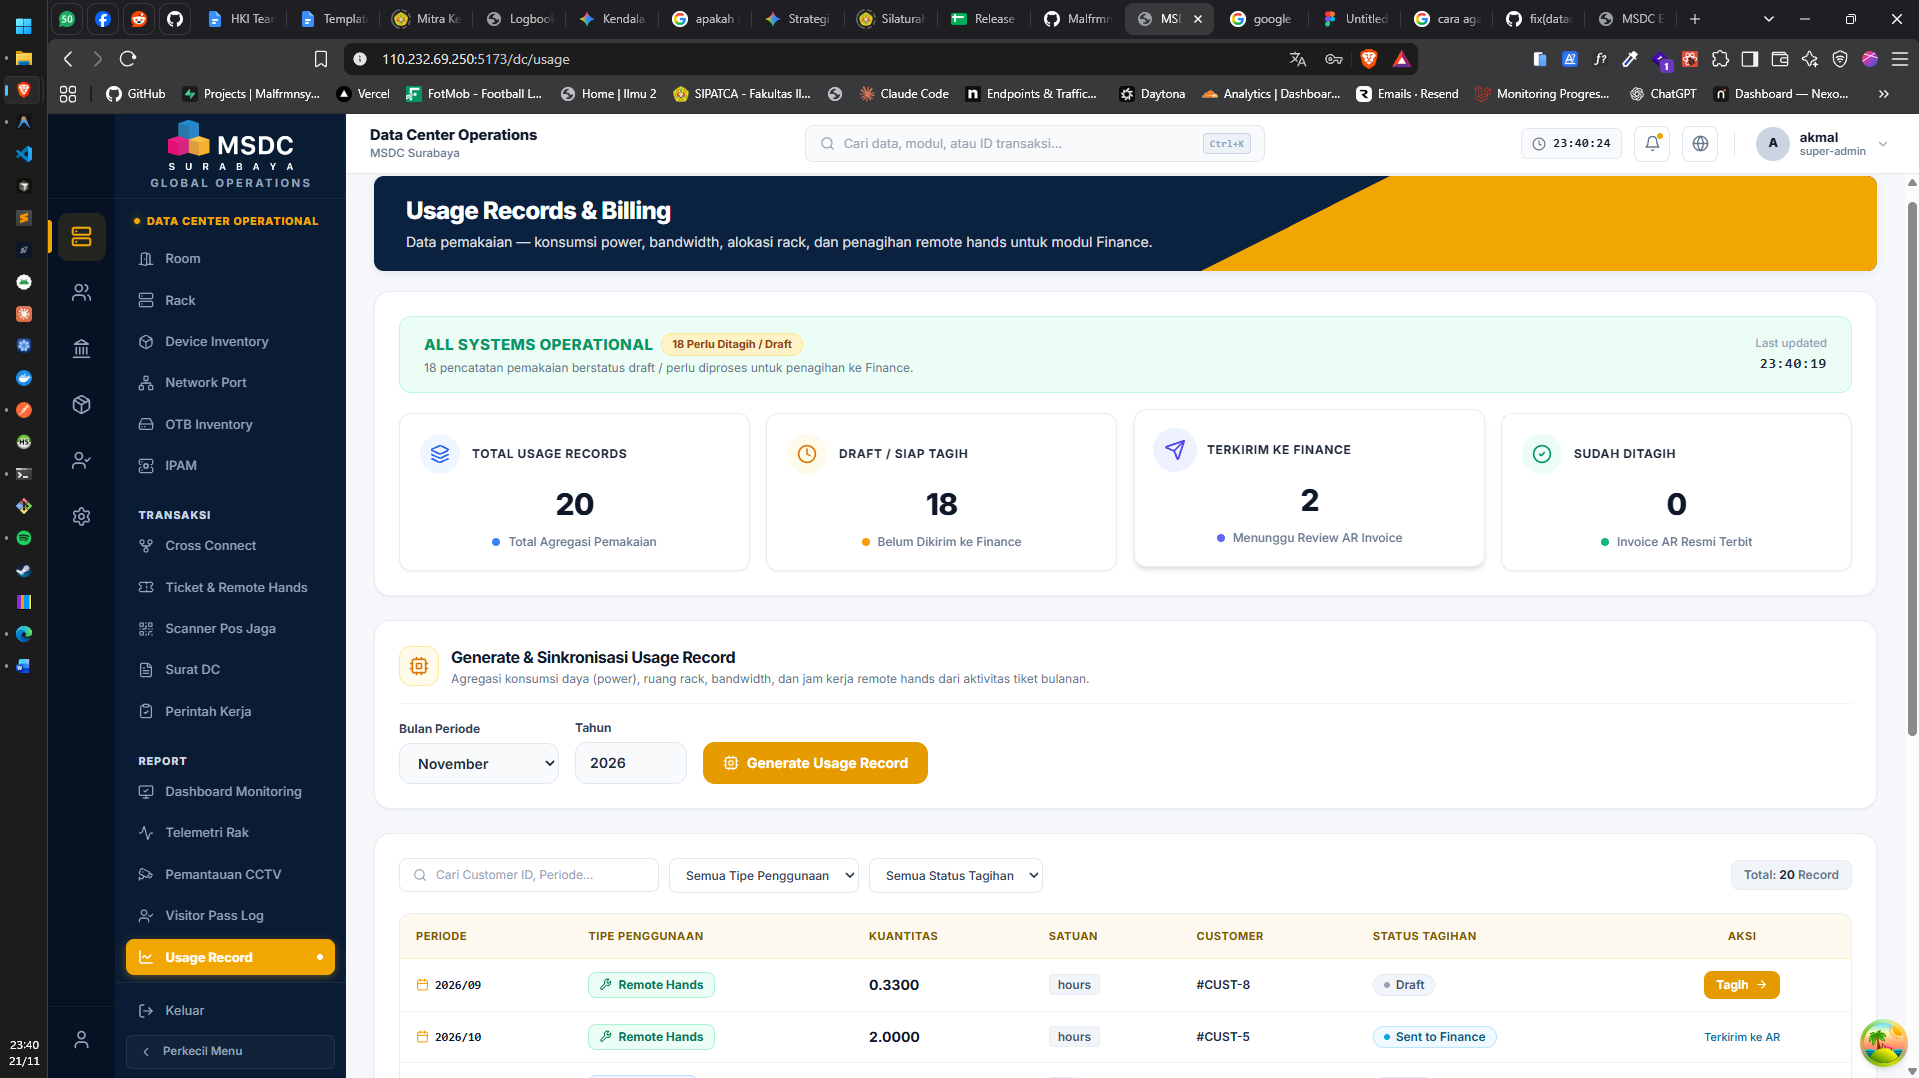 HKI Tear
Templat
Mitra Ke
Logbook
Kendala
apakah
Strategi
Silaturah
Release
Malfrmn
MSI
google
Untitled
cara aga
fix(datac
MSDC E
110.232.69.250:5173/dc/usage
GitHub
Projects | Malfrmnsy...
Vercel
FotMob - Football L...
Home | Ilmu 2
SIPATCA - Fakultas Il...
Claude Code
Endpoints & Traffic...
Daytona
Analytics | Dashboar...
Emails · Resend
Monitoring Progres...
ChatGPT
Dashboard — Nexo...
MSDC
SURABAYA
GLOBAL OPERATIONS
Data Center Operations
MSDC Surabaya
Cari data, modul, atau ID transaksi...
Ctrl+K
23:40:24
A
akmal
super-admin
DATA CENTER OPERATIONAL
Room
Rack
Device Inventory
Network Port
OTB Inventory
IPAM
TRANSAKSI
Cross Connect
Ticket & Remote Hands
Scanner Pos Jaga
Surat DC
Perintah Kerja
REPORT
Dashboard Monitoring
Telemetri Rak
Pemantauan CCTV
Visitor Pass Log
Usage Record
Keluar
Perkecil Menu
23:40
21/11
Usage Records & Billing
Data pemakaian — konsumsi power, bandwidth, alokasi rack, dan penagihan remote hands untuk modul Finance.
ALL SYSTEMS OPERATIONAL
18 Perlu Ditagih / Draft
18 pencatatan pemakaian berstatus draft / perlu diproses untuk penagihan ke Finance.
Last updated
23:40:19
TOTAL USAGE RECORDS
20
Total Agregasi Pemakaian
DRAFT / SIAP TAGIH
18
Belum Dikirim ke Finance
TERKIRIM KE FINANCE
2
Menunggu Review AR Invoice
SUDAH DITAGIH
0
Invoice AR Resmi Terbit
Generate & Sinkronisasi Usage Record
Agregasi konsumsi daya (power), ruang rack, bandwidth, dan jam kerja remote hands dari aktivitas tiket bulanan.
Bulan Periode
Tahun
November
2026
Generate Usage Record
Cari Customer ID, Periode...
Semua Tipe Penggunaan
Semua Status Tagihan
Total: 20 Record
PERIODE TIPE PENGGUNAAN KUANTITAS SATUAN CUSTOMER STATUS TAGIHAN AKSI
2026/09 Remote Hands 0.3300 hours #CUST-8 Draft Tagih →
2026/10 Remote Hands 2.0000 hours #CUST-5 Sent to Finance Terkirim ke AR